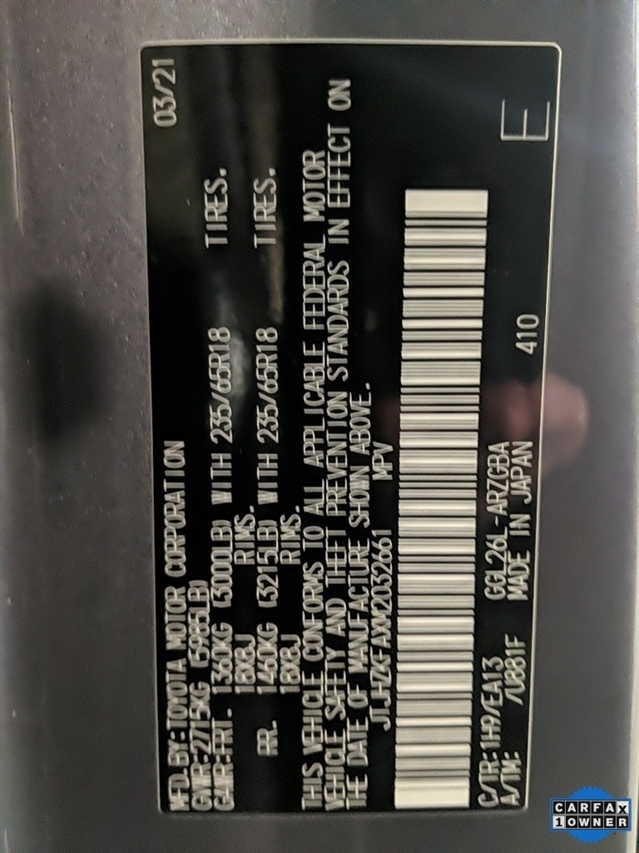 MFD. BY: TOYOTA MOTOR CORPORATION 03/21
GVWR: 2715KG (5985LB)
GAWR: FRT. 1360KG (3000LB) WITH 235/65R18 TIRES.
18X8J RIMS.
RR. 1460KG (3215LB) WITH 235/65R18 TIRES.
18X8J RIMS.
THIS VEHICLE CONFORMS TO ALL APPLICABLE FEDERAL MOTOR
VEHICLE SAFETY AND THEFT PREVENTION STANDARDS IN EFFECT ON
THE DATE OF MANUFACTURE SHOWN ABOVE.
JTJHZKFAXM2032661 MPV
C/TR: 1H9/EA13 GGL26L-ARZGBA
A/TM: /U881F MADE IN JAPAN 410
E
CARFAX
1 OWNER